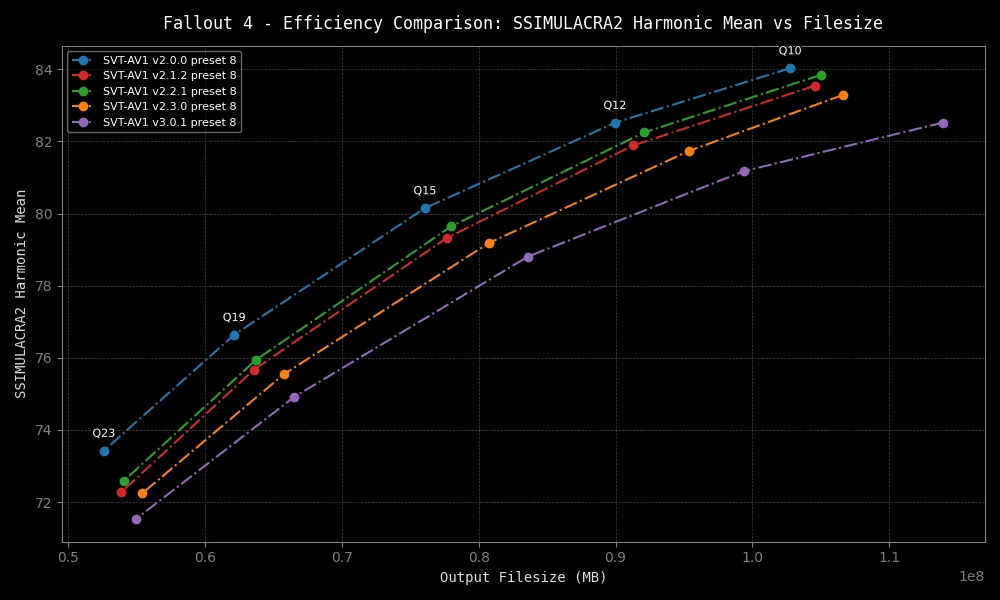 Fallout 4 - Efficiency Comparison: SSIMULACRA2 Harmonic Mean vs Filesize
SVT-AV1 v2.0.0 preset 8
SVT-AV1 v2.1.2 preset 8
SVT-AV1 v2.2.1 preset 8
SVT-AV1 v2.3.0 preset 8
SVT-AV1 v3.0.1 preset 8
Q10
Q12
Q15
Q19
Q23
SSIMULACRA2 Harmonic Mean
84
82
80
78
76
74
72
0.5 0.6 0.7 0.8 0.9 1.0 1.1
1e8
Output Filesize (MB)